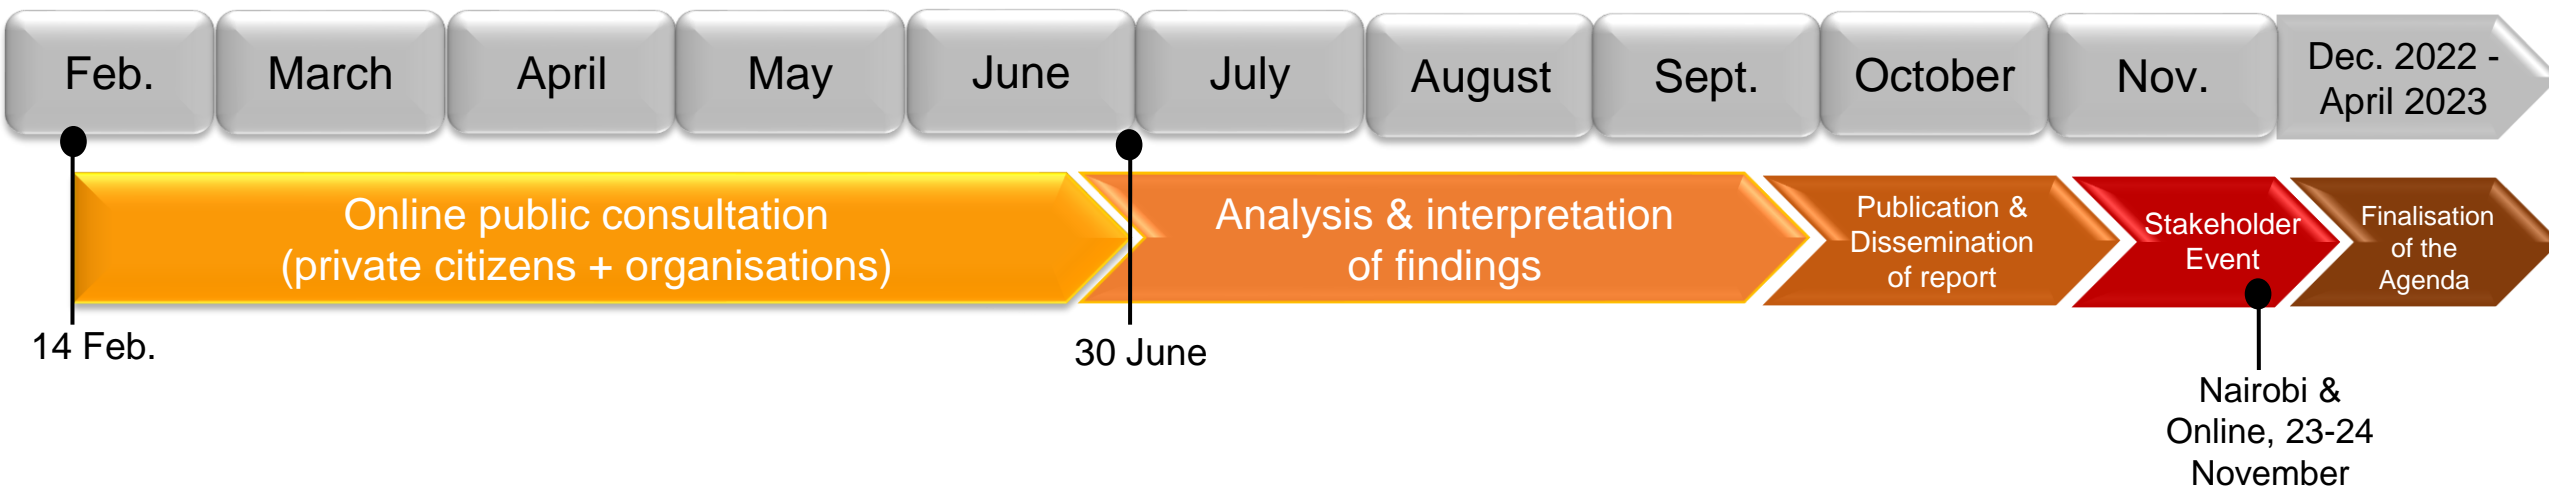 Feb.
March
April
May
June
July
August
Sept.
October
Nov.
Dec. 2022 -
April 2023
Online public consultation
(private citizens + organisations)
Analysis & interpretation
of findings
Publication &
Dissemination
of report
Stakeholder
Event
Finalisation
of the
Agenda
14 Feb.
30 June
Nairobi &
Online, 23-24
November